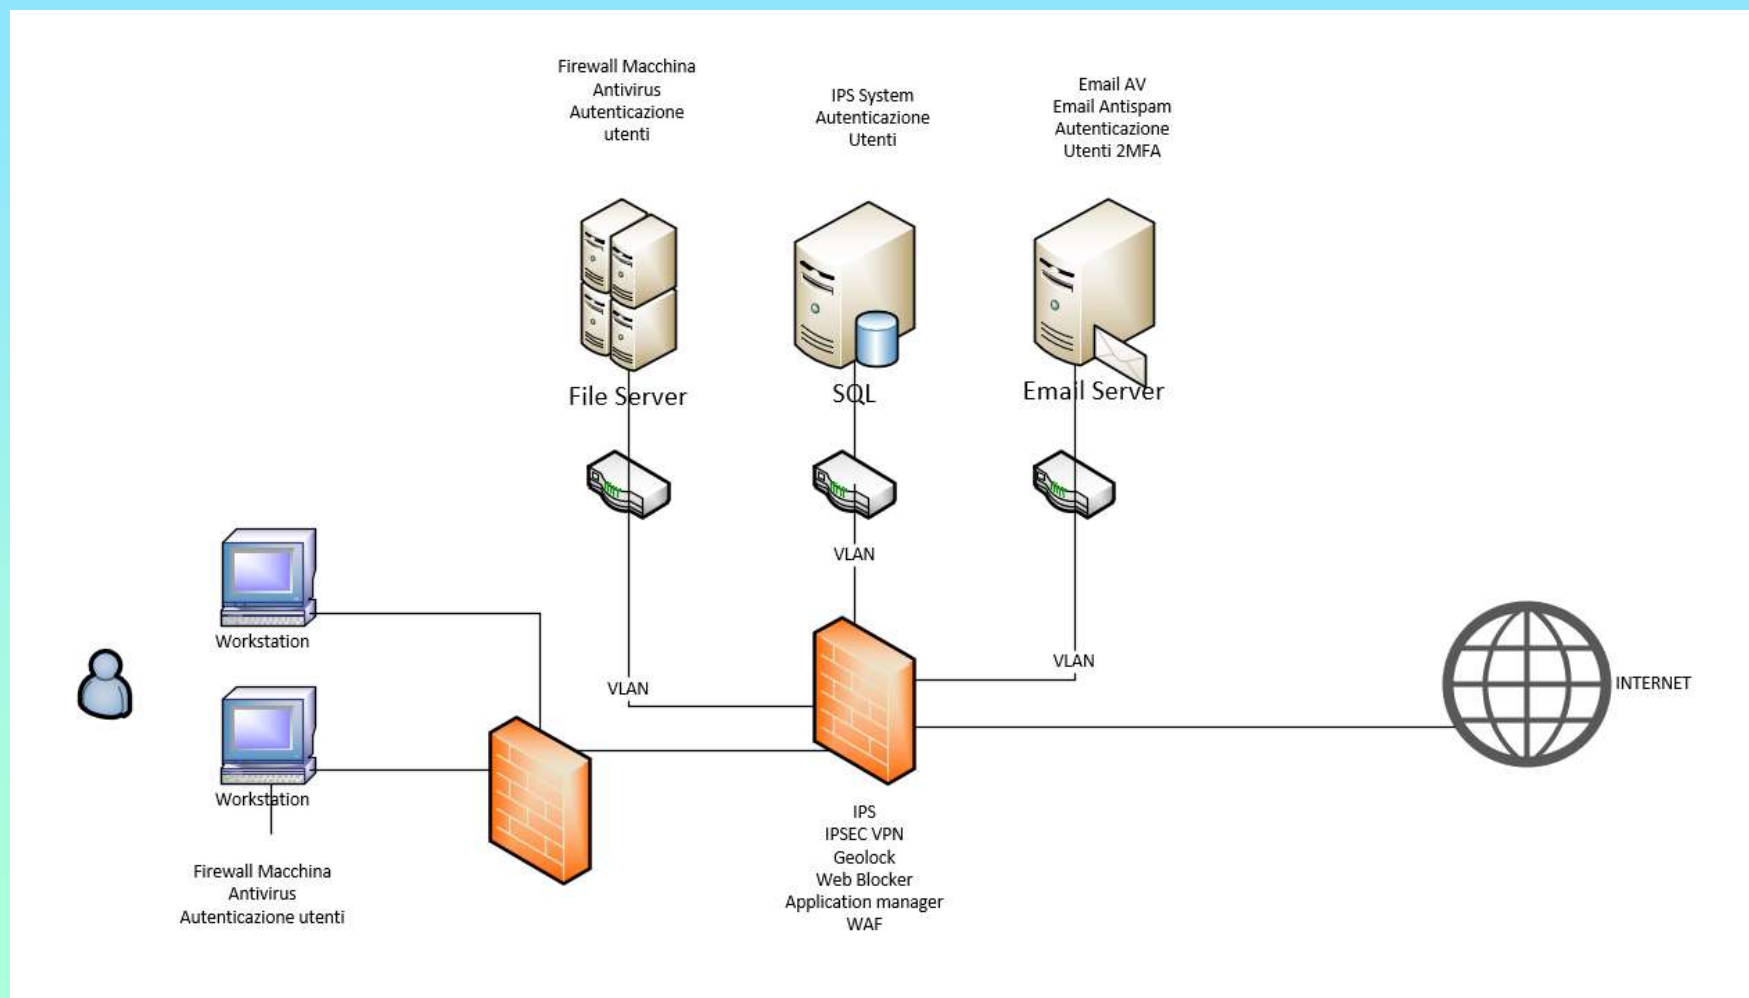 Firewall Macchina
Antivirus
Autenticazione
utenti
IPS System
Autenticazione
Utenti
Email AV
Email Antispam
Autenticazione
Utenti 2MFA
File Server
SQL
Email Server
VLAN
VLAN
VLAN
Workstation
Workstation
Firewall Macchina
Antivirus
Autenticazione utenti
IPS
IPSEC VPN
Geolock
Web Blocker
Application manager
WAF
INTERNET